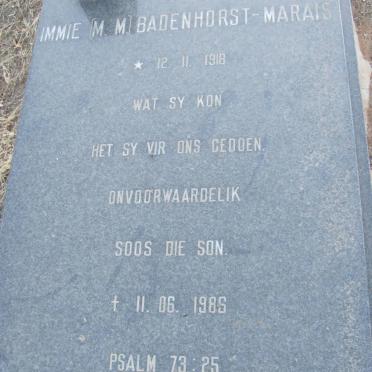 IMMIE (M. M) BADENHORST-MARAIS
* 12. 11. 1918
WAT SY KON
HET SY VIR ONS GEDOEN.
ONVOORWAARDELIK
SOOS DIE SON.
† 11. 06. 1985
PSALM 73:25